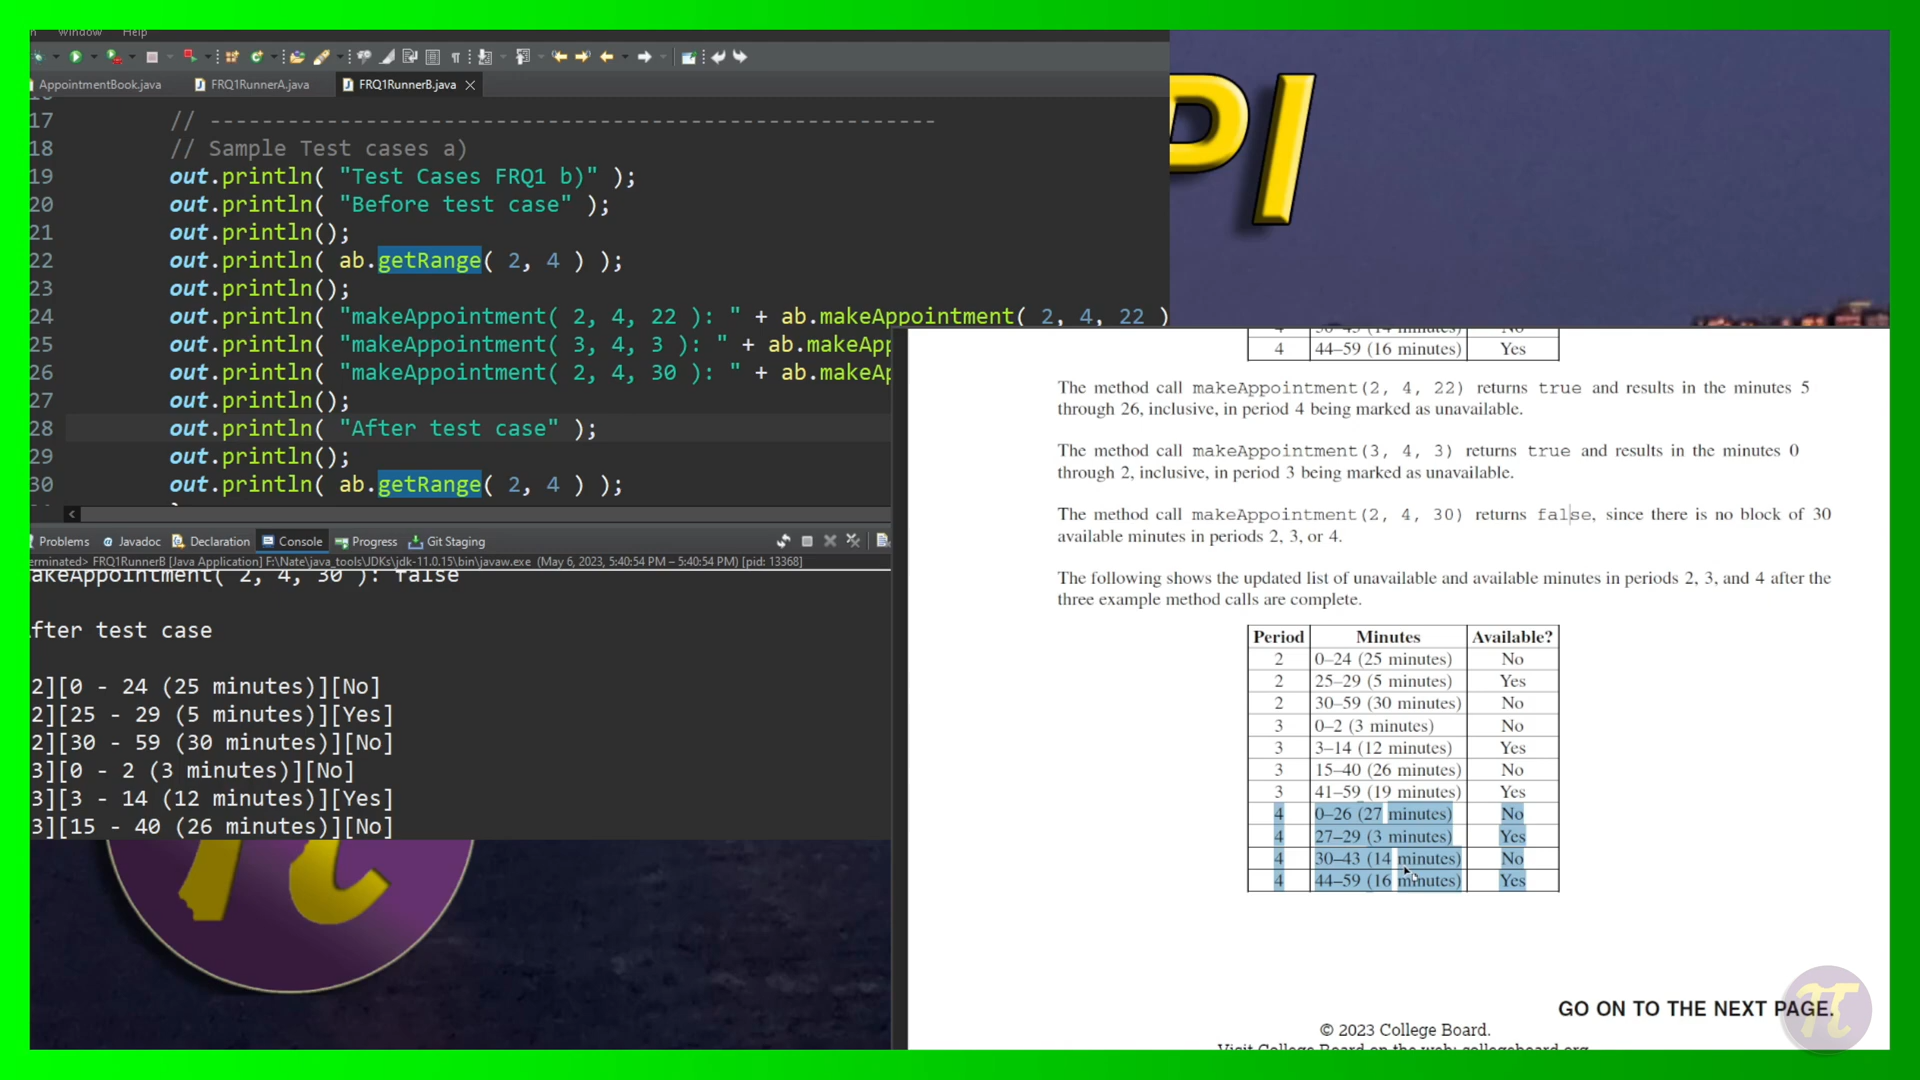 Window Help
AppointmentBook.java FRQ1RunnerA.java FRQ1RunnerB.java
17 // -------------------------------------------------------
18 // Sample Test cases a)
19 out.println( "Test Cases FRQ1 b)" );
20 out.println( "Before test case" );
21 out.println();
22 out.println( ab.getRange( 2, 4 ) );
23 out.println();
24 out.println( "makeAppointment( 2, 4, 22 ): " + ab.makeAppointment( 2, 4, 22 )
25 out.println( "makeAppointment( 3, 4, 3 ): " + ab.makeApp
26 out.println( "makeAppointment( 2, 4, 30 ): " + ab.makeA
27 out.println();
28 out.println( "After test case" );
29 out.println();
30 out.println( ab.getRange( 2, 4 ) );
Problems Javadoc Declaration Console Progress Git Staging
erminated> FRQ1RunnerB [Java Application] F:\Nate\java_tools\JDKs\jdk-11.0.15\bin\javaw.exe (May 6, 2023, 5:40:54 PM – 5:40:54 PM) [pid: 13368]
akeAppointment( 2, 4, 30 ): false
fter test case
2][0 - 24 (25 minutes)][No]
2][25 - 29 (5 minutes)][Yes]
2][30 - 59 (30 minutes)][No]
3][0 - 2 (3 minutes)][No]
3][3 - 14 (12 minutes)][Yes]
3][15 - 40 (26 minutes)][No]
π
PI
4 44–59 (16 minutes) Yes
The method call makeAppointment(2, 4, 22) returns true and results in the minutes 5
through 26, inclusive, in period 4 being marked as unavailable.
The method call makeAppointment(3, 4, 3) returns true and results in the minutes 0
through 2, inclusive, in period 3 being marked as unavailable.
The method call makeAppointment(2, 4, 30) returns false, since there is no block of 30
available minutes in periods 2, 3, or 4.
The following shows the updated list of unavailable and available minutes in periods 2, 3, and 4 after the
three example method calls are complete.
Period Minutes Available?
2 0–24 (25 minutes) No
2 25–29 (5 minutes) Yes
2 30–59 (30 minutes) No
3 0–2 (3 minutes) No
3 3–14 (12 minutes) Yes
3 15–40 (26 minutes) No
3 41–59 (19 minutes) Yes
4 0–26 (27 minutes) No
4 27–29 (3 minutes) Yes
4 30–43 (14 minutes) No
4 44–59 (16 minutes) Yes
GO ON TO THE NEXT PAGE.
© 2023 College Board.
Visit College Board on the web: collegeboard.org
π